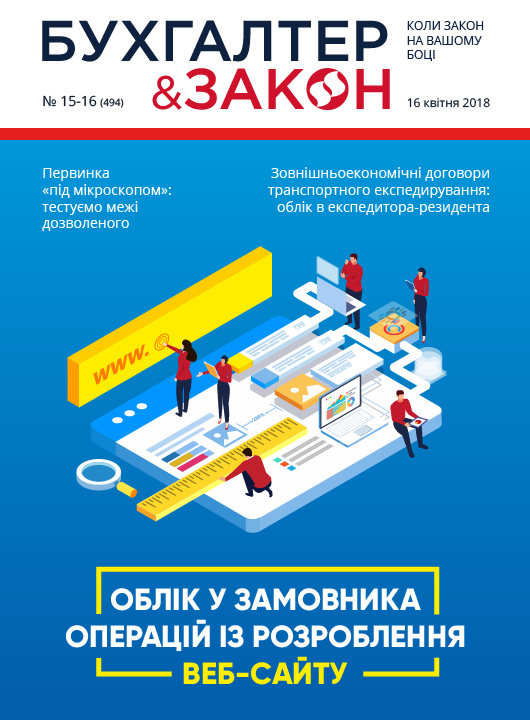 БУХГАЛТЕР
&ЗАКОН
КОЛИ ЗАКОН
НА ВАШОМУ
БОЦІ
№ 15-16 (494)
16 квітня 2018
Первинка
«під мікроскопом»:
тестуємо межі
дозволеного
Зовнішньоекономічні договори
транспортного експедирування:
облік в експедитора-резидента
www.@
ОБЛІК У ЗАМОВНИКА
ОПЕРАЦІЙ ІЗ РОЗРОБЛЕННЯ
ВЕБ-САЙТУ